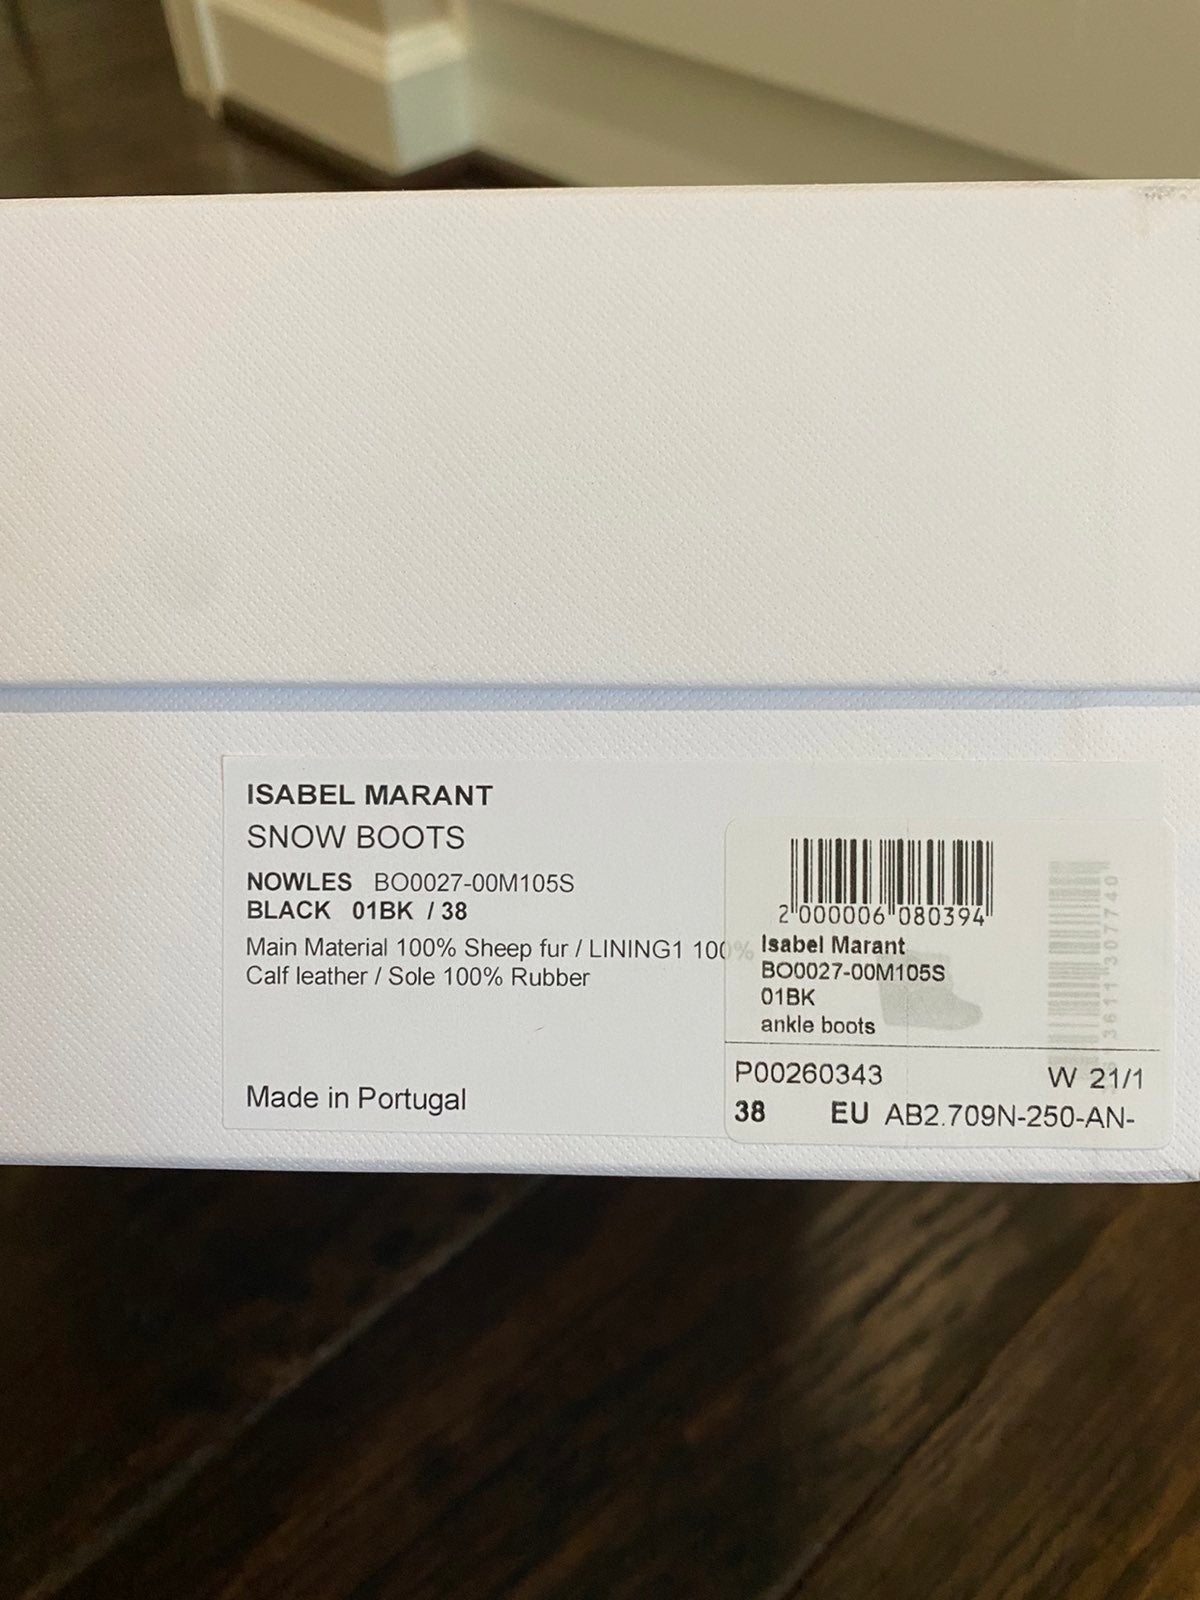 ISABEL MARANT
SNOW BOOTS
NOWLES BO0027-00M105S
BLACK 01BK / 38
Main Material 100% Sheep fur / LINING1 100%
Calf leather / Sole 100% Rubber
Made in Portugal
2 000006 080394
Isabel Marant
BO0027-00M105S
01BK
ankle boots
P00260343 W 21/1
38 EU AB2.709N-250-AN-
3611 307740